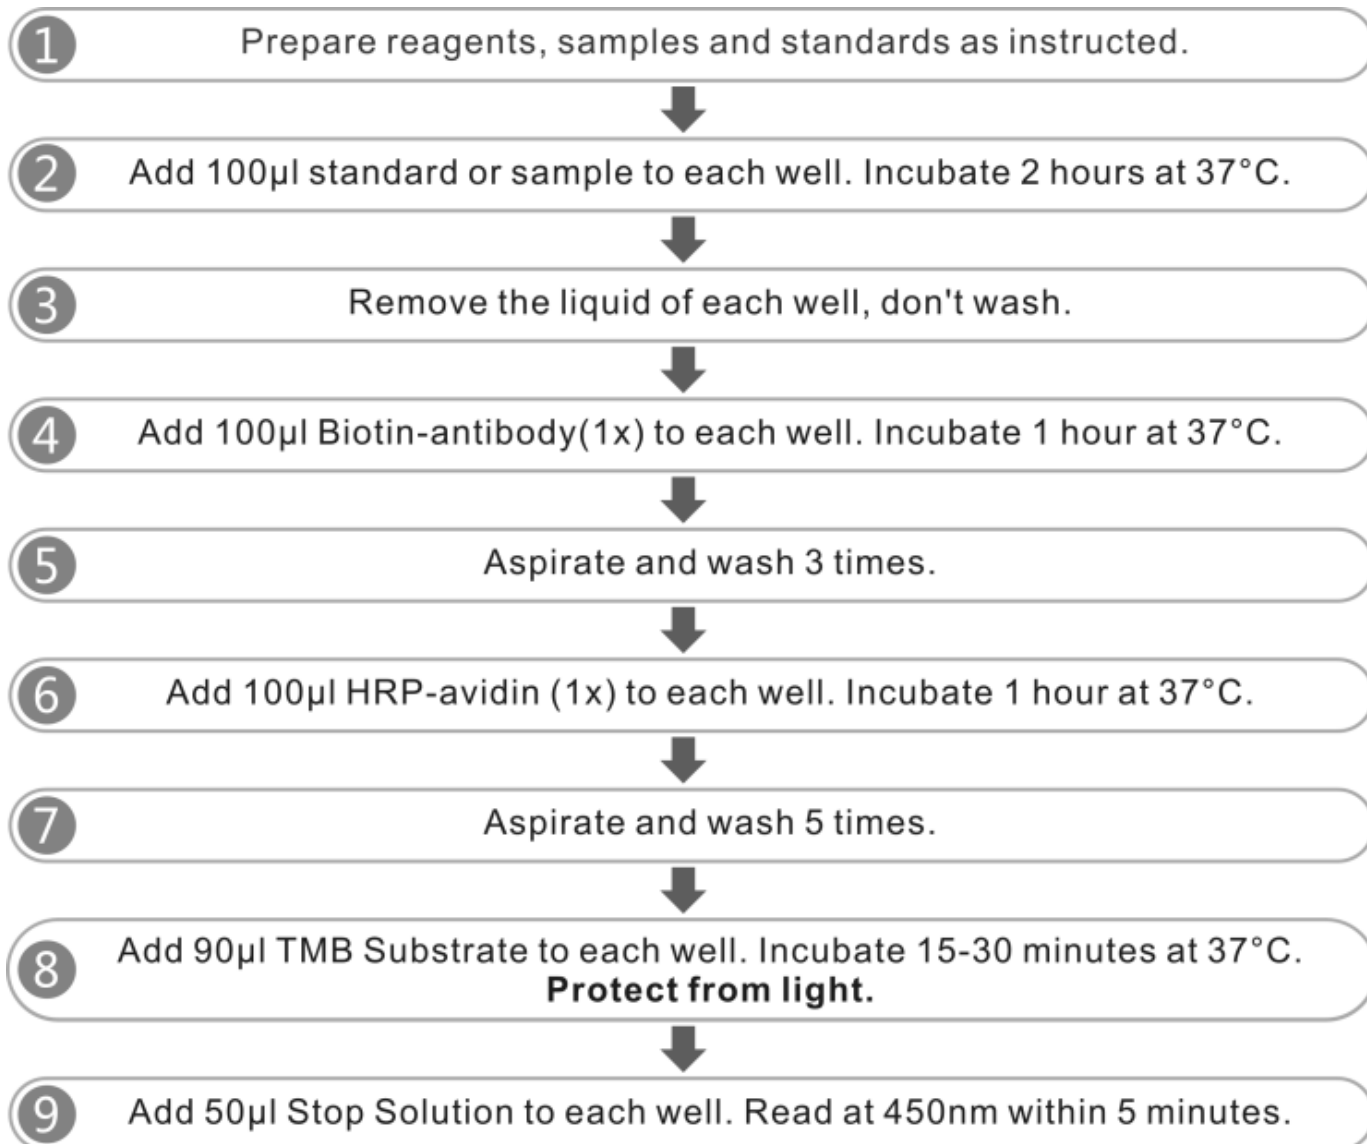 1 Prepare reagents, samples and standards as instructed.
2 Add 100µl standard or sample to each well. Incubate 2 hours at 37°C.
3 Remove the liquid of each well, don't wash.
4 Add 100µl Biotin-antibody(1x) to each well. Incubate 1 hour at 37°C.
5 Aspirate and wash 3 times.
6 Add 100µl HRP-avidin (1x) to each well. Incubate 1 hour at 37°C.
7 Aspirate and wash 5 times.
8 Add 90µl TMB Substrate to each well. Incubate 15-30 minutes at 37°C.
Protect from light.
9 Add 50µl Stop Solution to each well. Read at 450nm within 5 minutes.